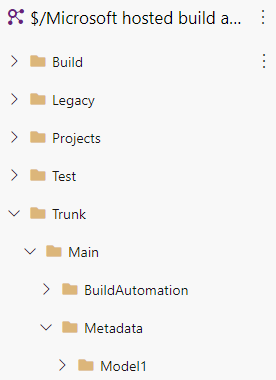 $/Microsoft hosted build a...
Build
Legacy
Projects
Test
Trunk
Main
BuildAutomation
Metadata
Model1